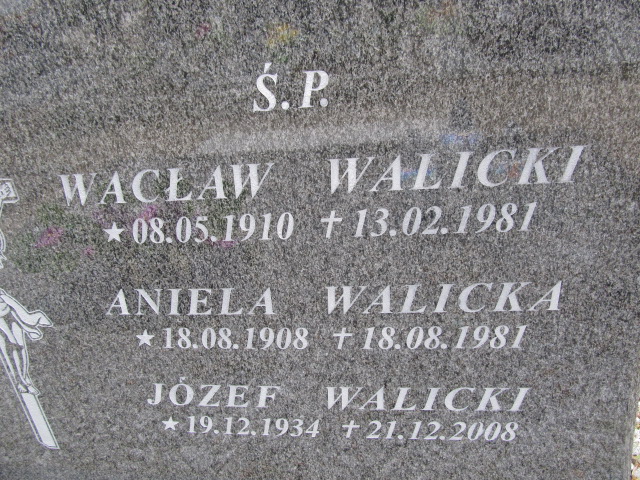 Ś.P.
WACŁAW WALICKI
★08.05.1910 ✝13.02.1981
ANIELA WALICKA
★18.08.1908 ✝18.08.1981
JÓZEF WALICKI
★19.12.1934 ✝21.12.2008